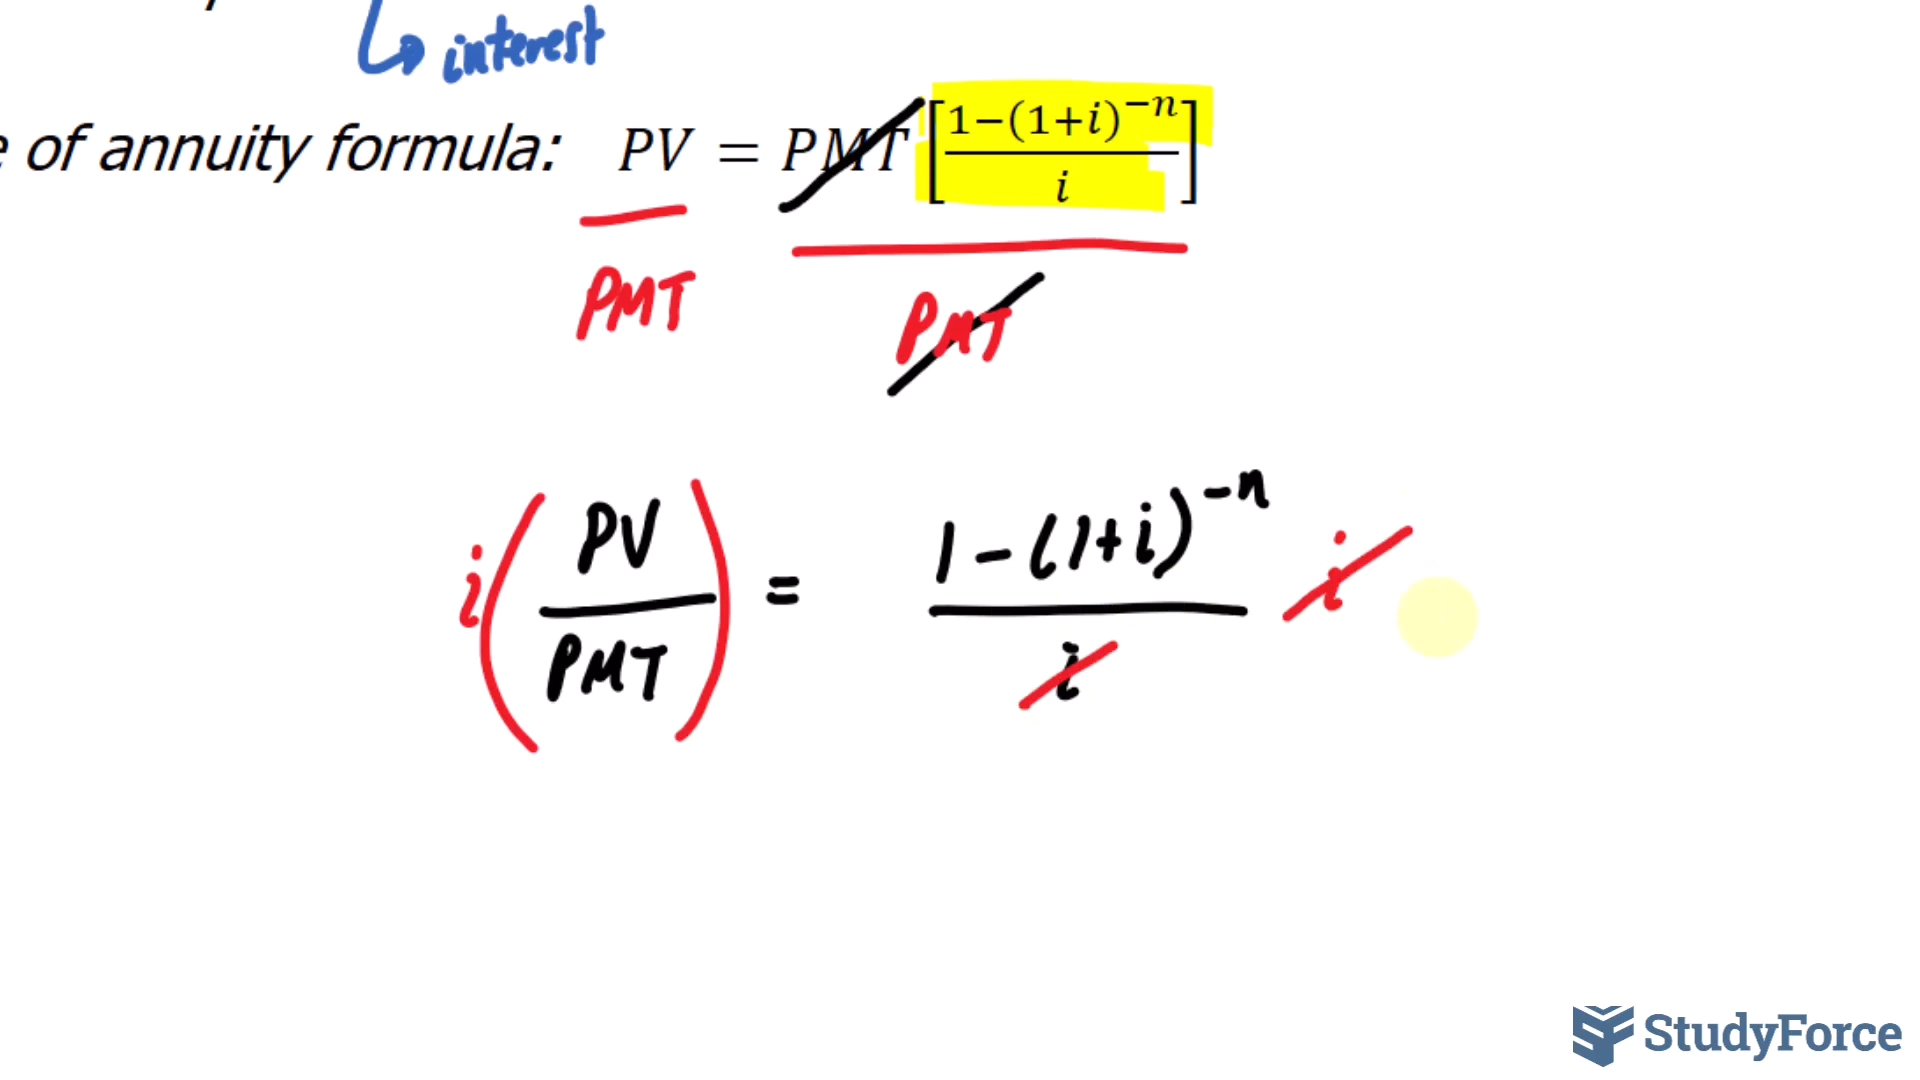 interest
e of annuity formula: PV = PMT [1−(1+i)^−n / i]
PMT PMT
i(PV / PMT) = 1-(1+i)^-n / i i
StudyForce